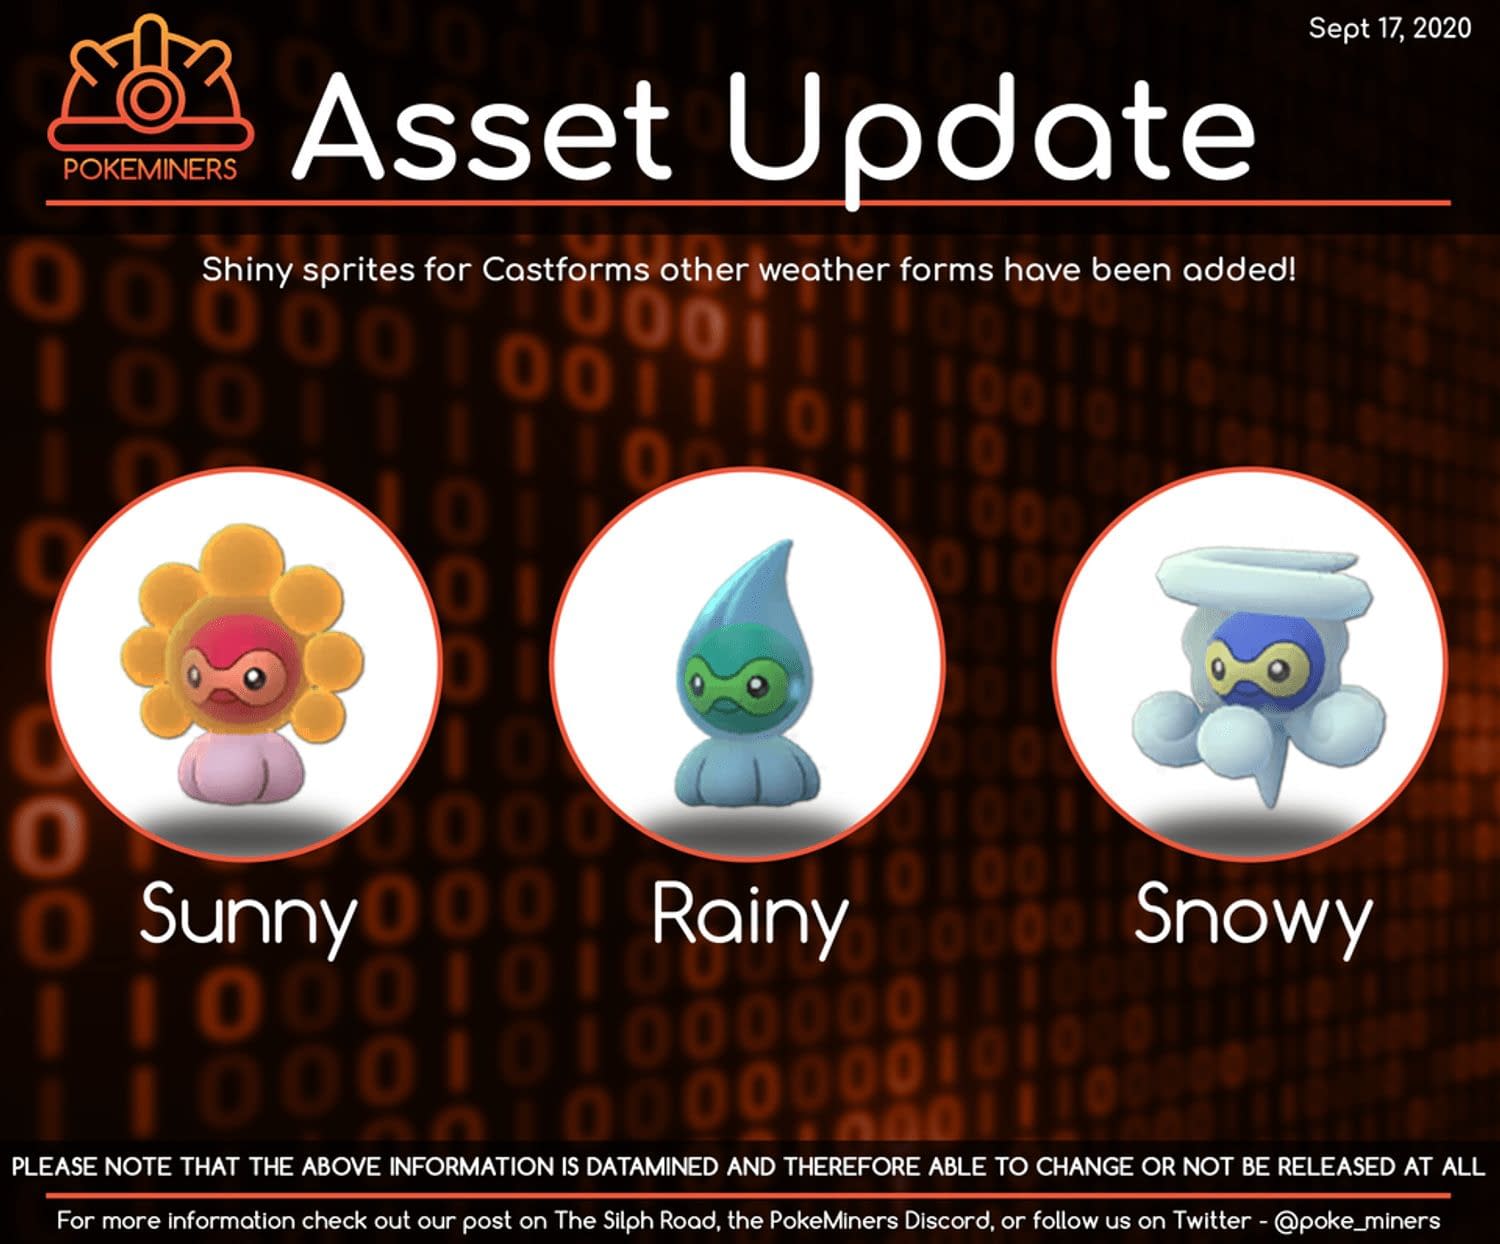 Sept 17, 2020
POKEMINERS
Asset Update
Shiny sprites for Castforms other weather forms have been added!
Sunny
Rainy
Snowy
PLEASE NOTE THAT THE ABOVE INFORMATION IS DATAMINED AND THEREFORE ABLE TO CHANGE OR NOT BE RELEASED AT ALL
For more information check out our post on The Silph Road, the PokeMiners Discord, or follow us on Twitter - @poke_miners